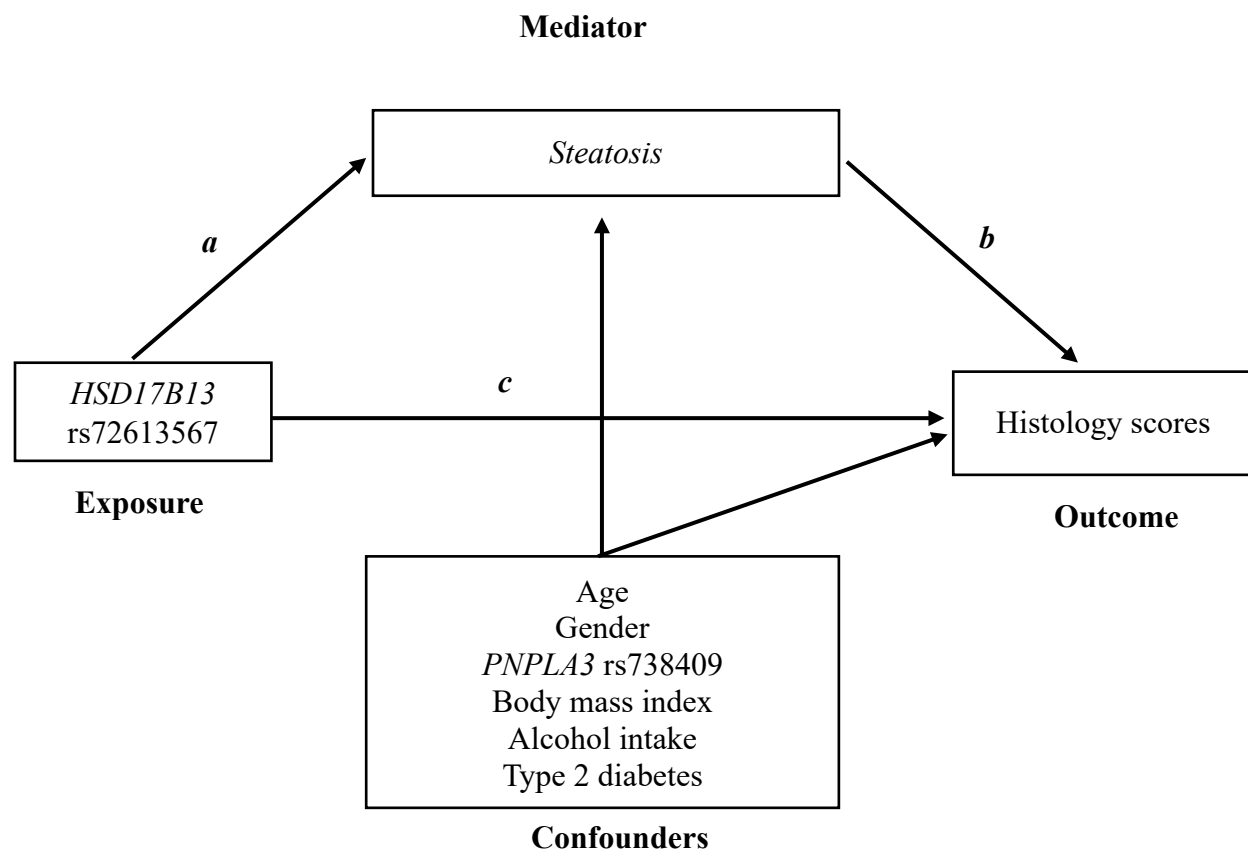 Mediator
Steatosis
a
b
c
HSD17B13
rs72613567
Exposure
Histology scores
Outcome
Age
Gender
PNPLA3 rs738409
Body mass index
Alcohol intake
Type 2 diabetes
Confounders